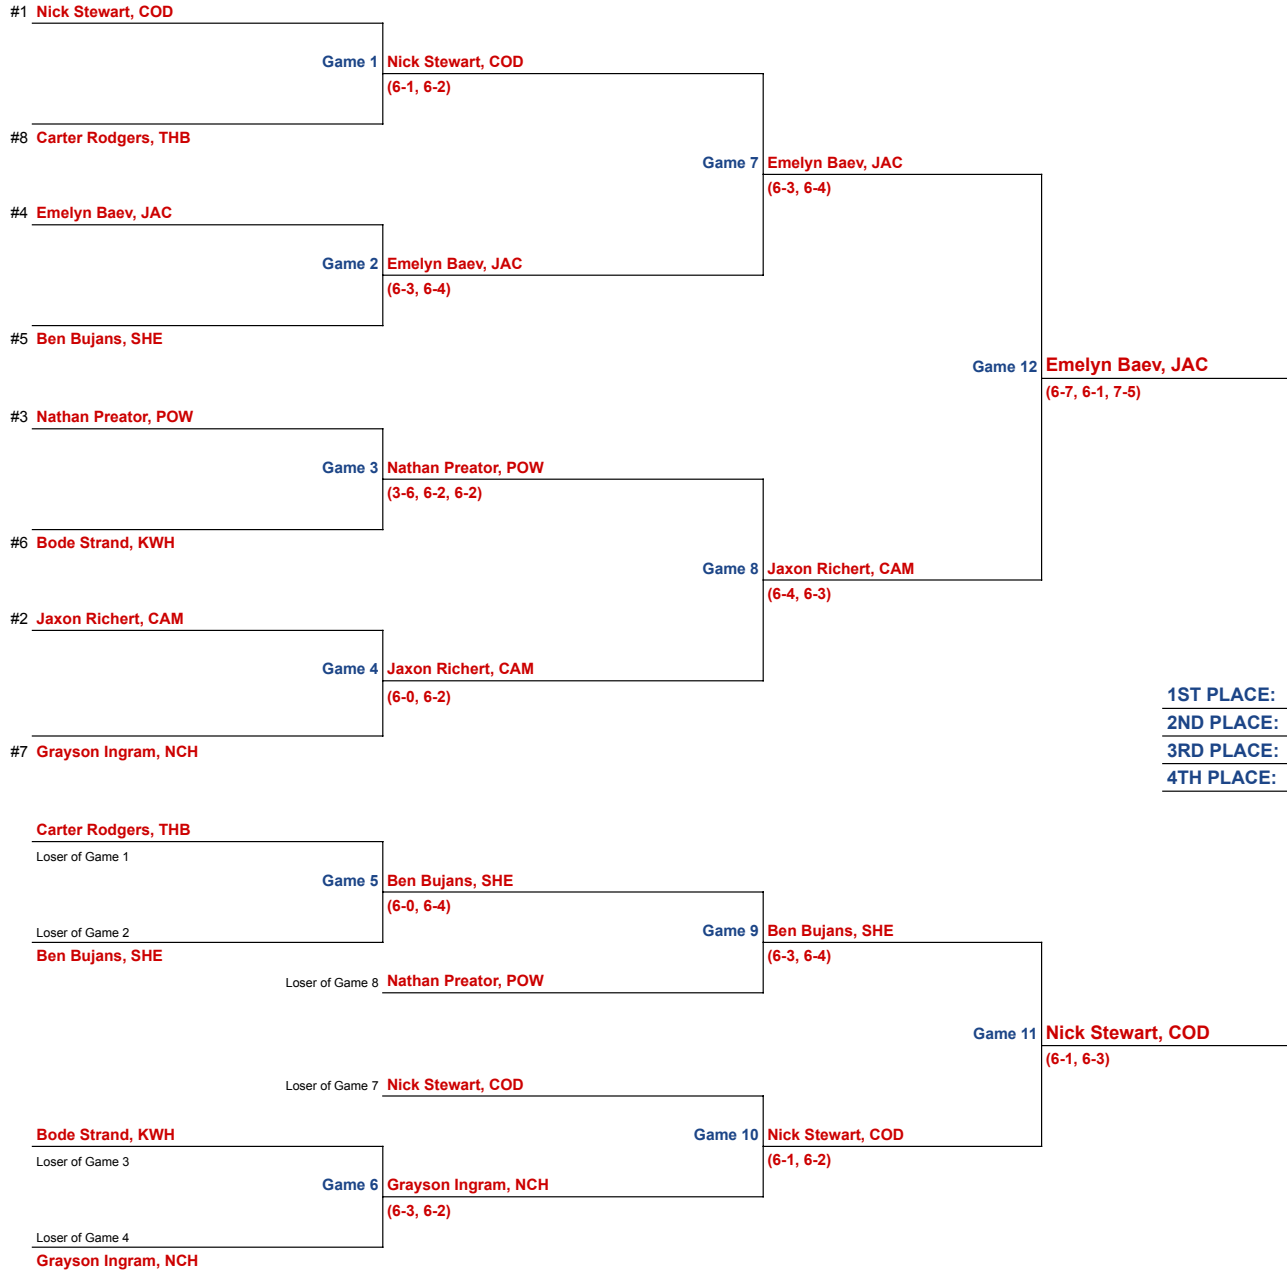 #1 Nick Stewart, COD
Game 1 Nick Stewart, COD
(6-1, 6-2)
#8 Carter Rodgers, THB
Game 7 Emelyn Baev, JAC
(6-3, 6-4)
#4 Emelyn Baev, JAC
Game 2 Emelyn Baev, JAC
(6-3, 6-4)
#5 Ben Bujans, SHE
Game 12 Emelyn Baev, JAC
(6-7, 6-1, 7-5)
#3 Nathan Preator, POW
Game 3 Nathan Preator, POW
(3-6, 6-2, 6-2)
#6 Bode Strand, KWH
Game 8 Jaxon Richert, CAM
(6-4, 6-3)
#2 Jaxon Richert, CAM
Game 4 Jaxon Richert, CAM
(6-0, 6-2)
#7 Grayson Ingram, NCH
1ST PLACE:
2ND PLACE:
3RD PLACE:
4TH PLACE:
Carter Rodgers, THB
Loser of Game 1
Game 5 Ben Bujans, SHE
(6-0, 6-4)
Loser of Game 2
Ben Bujans, SHE
Game 9 Ben Bujans, SHE
(6-3, 6-4)
Loser of Game 8 Nathan Preator, POW
Game 11 Nick Stewart, COD
(6-1, 6-3)
Loser of Game 7 Nick Stewart, COD
Bode Strand, KWH
Loser of Game 3
Game 10 Nick Stewart, COD
(6-1, 6-2)
Game 6 Grayson Ingram, NCH
(6-3, 6-2)
Loser of Game 4
Grayson Ingram, NCH